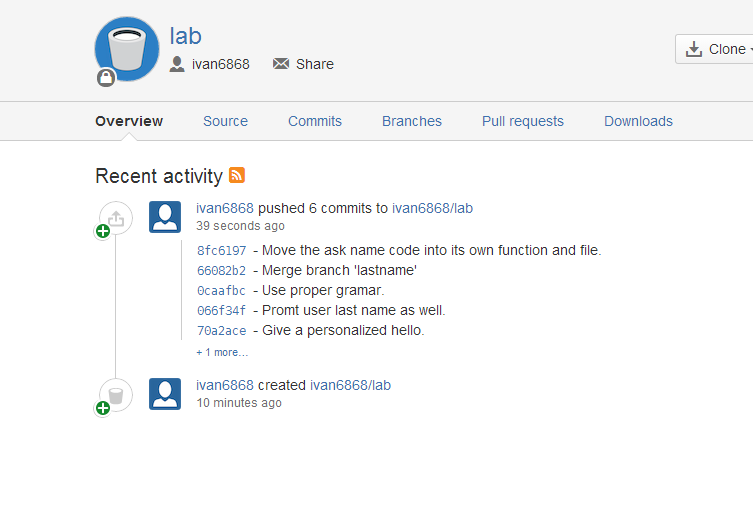 lab
ivan6868 Share
Clone
Overview Source Commits Branches Pull requests Downloads
Recent activity
ivan6868 pushed 6 commits to ivan6868/lab
39 seconds ago
8fc6197 - Move the ask name code into its own function and file.
66082b2 - Merge branch 'lastname'
0caafbc - Use proper gramar.
066f34f - Promt user last name as well.
70a2ace - Give a personalized hello.
+ 1 more...
ivan6868 created ivan6868/lab
10 minutes ago